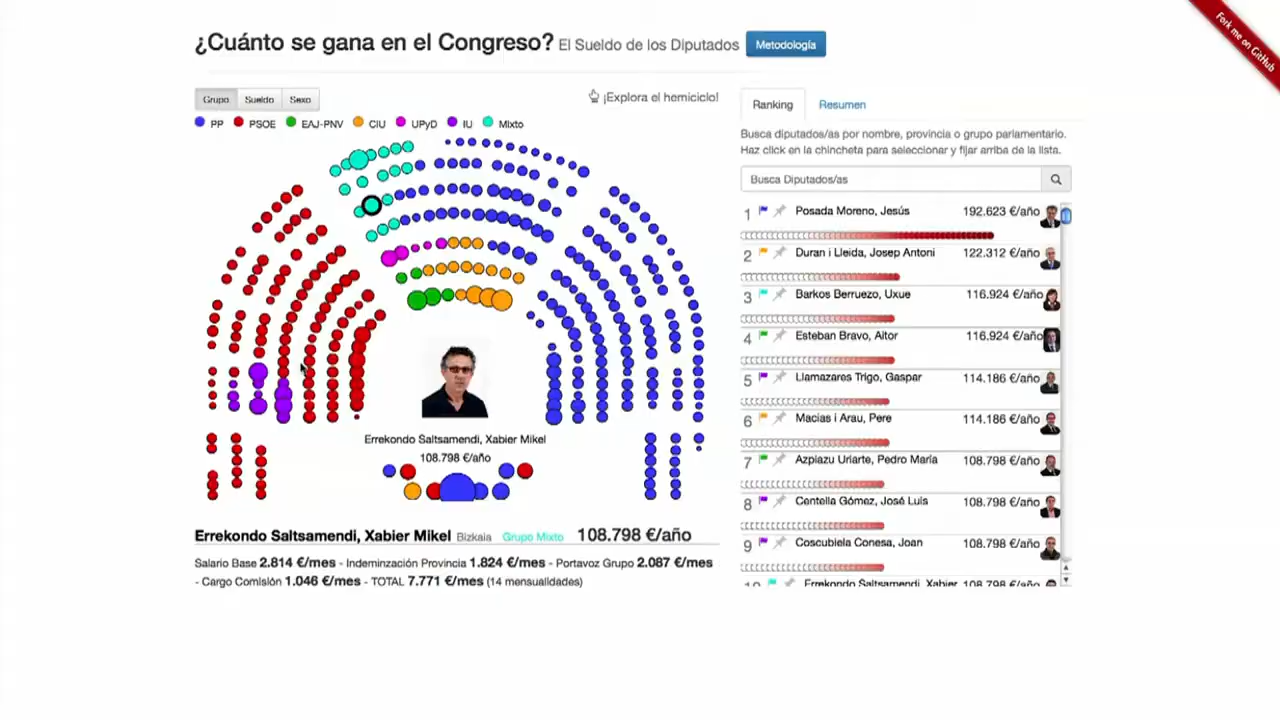 ¿Cuánto se gana en el Congreso? El Sueldo de los Diputados Metodología
Fork me on GitHub
Grupo Sueldo Sexo
¡Explora el hemiciclo!
PP PSOE EAJ-PNV CIU UPyD IU Mixto
Errekondo Saltsamendi, Xabier Mikel
108.798 €/año
Errekondo Saltsamendi, Xabier Mikel Bizkaia Grupo Mixto 108.798 €/año
Salario Base 2.814 €/mes - Indeminzación Provincia 1.824 €/mes - Portavoz Grupo 2.087 €/mes
- Cargo Comisión 1.046 €/mes - TOTAL 7.771 €/mes (14 mensualidades)
Ranking Resumen
Busca diputados/as por nombre, provincia o grupo parlamentario.
Haz click en la chincheta para seleccionar y fijar arriba de la lista.
Busca Diputados/as
1 Posada Moreno, Jesús 192.623 €/año
2 Duran i Lleida, Josep Antoni 122.312 €/año
3 Barkos Berruezo, Uxue 116.924 €/año
4 Esteban Bravo, Aitor 116.924 €/año
5 Llamazares Trigo, Gaspar 114.186 €/año
6 Macias i Arau, Pere 114.186 €/año
7 Azpiazu Uriarte, Pedro María 108.798 €/año
8 Centella Gómez, José Luis 108.798 €/año
9 Coscubiela Conesa, Joan 108.798 €/año
10 Errekondo Saltsamendi, Xabier 108.798 €/año